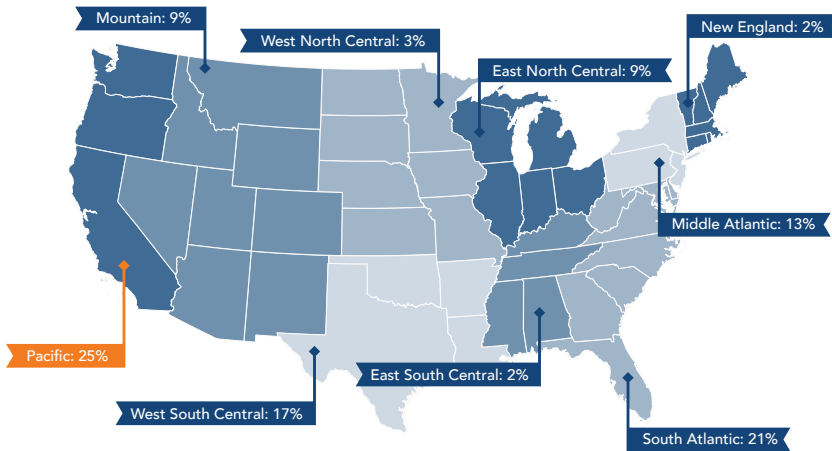 Mountain: 9%
New England: 2%
West North Central: 3%
East North Central: 9%
Middle Atlantic: 13%
Pacific: 25%
East South Central: 2%
West South Central: 17%
South Atlantic: 21%